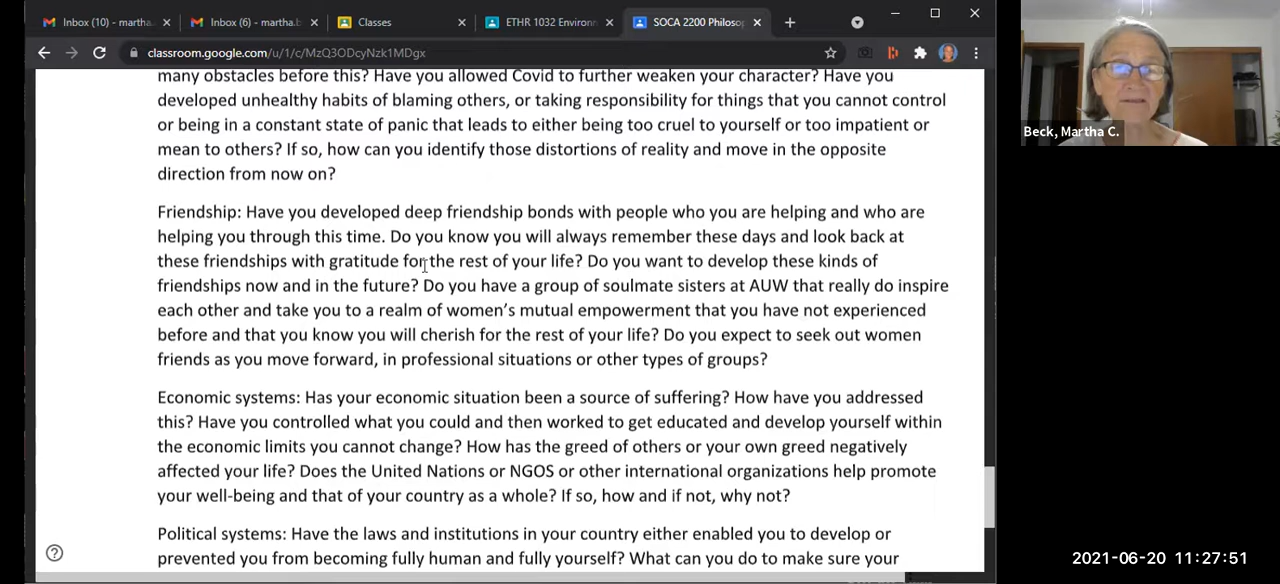 Inbox (10) - martha.
Inbox (6) - martha.b
Classes
ETHR 1032 Environm
SOCA 2200 Philosop
classroom.google.com/u/1/c/MzQ3ODcyNzk1MDgx
many obstacles before this? Have you allowed Covid to further weaken your character? Have you
developed unhealthy habits of blaming others, or taking responsibility for things that you cannot control
or being in a constant state of panic that leads to either being too cruel to yourself or too impatient or
mean to others? If so, how can you identify those distortions of reality and move in the opposite
direction from now on?
Friendship: Have you developed deep friendship bonds with people who you are helping and who are
helping you through this time. Do you know you will always remember these days and look back at
these friendships with gratitude for the rest of your life? Do you want to develop these kinds of
friendships now and in the future? Do you have a group of soulmate sisters at AUW that really do inspire
each other and take you to a realm of women's mutual empowerment that you have not experienced
before and that you know you will cherish for the rest of your life? Do you expect to seek out women
friends as you move forward, in professional situations or other types of groups?
Economic systems: Has your economic situation been a source of suffering? How have you addressed
this? Have you controlled what you could and then worked to get educated and develop yourself within
the economic limits you cannot change? How has the greed of others or your own greed negatively
affected your life? Does the United Nations or NGOS or other international organizations help promote
your well-being and that of your country as a whole? If so, how and if not, why not?
Political systems: Have the laws and institutions in your country either enabled you to develop or
prevented you from becoming fully human and fully yourself? What can you do to make sure your
Beck, Martha C.
2021-06-20 11:27:51